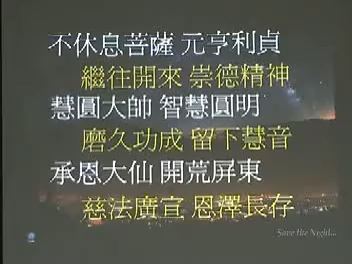 不休息菩薩 元亨利貞
繼往開來 崇德精神
慧圓大帥 智慧圓明
磨久功成 留下慧音
承恩大仙 開荒屏東
慈法廣宣 恩澤長存
Save the Night...